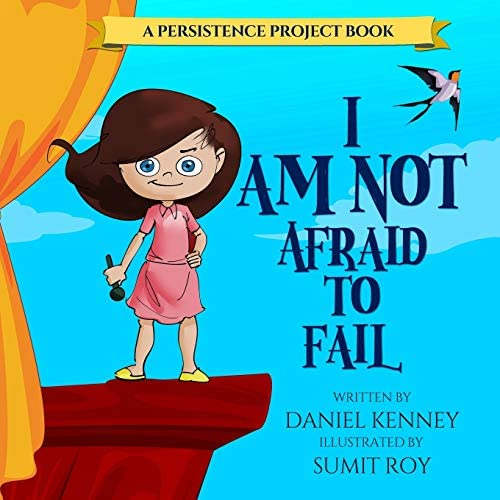 A PERSISTENCE PROJECT BOOK
I
AM NOT
AFRAID
TO
FAIL
WRITTEN BY
DANIEL KENNEY
ILLUSTRATED BY
SUMIT ROY